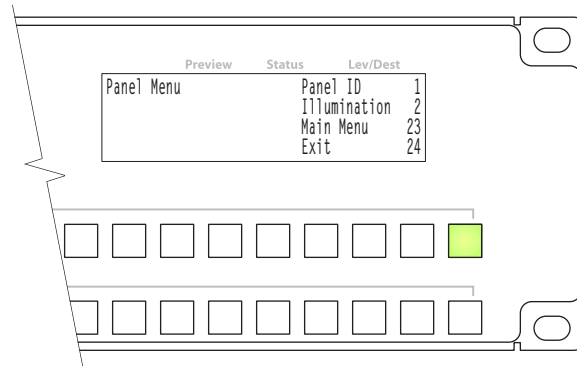 Preview Status Lev/Dest
Panel Menu Panel ID 1
Illumination 2
Main Menu 23
Exit 24